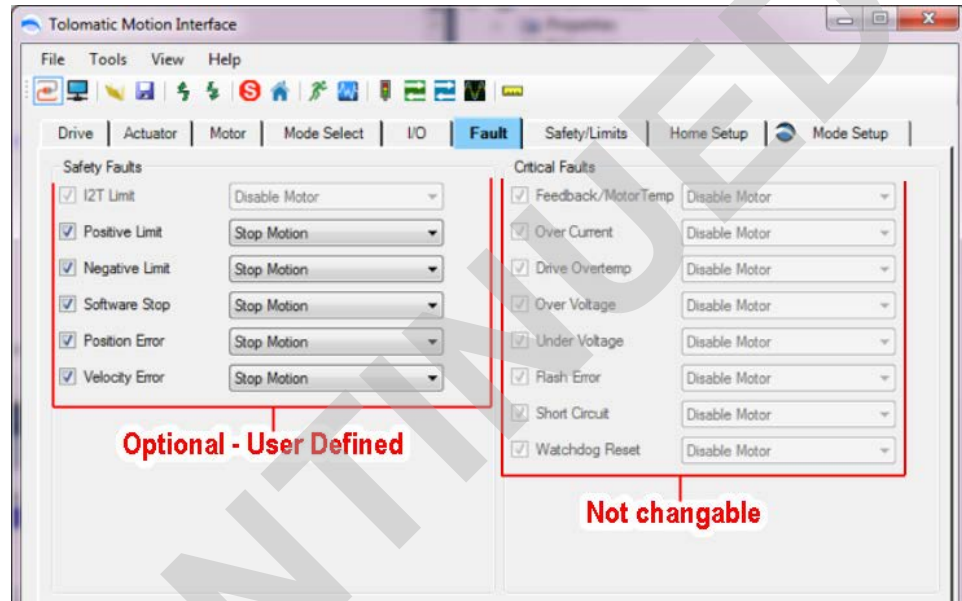 Tolomatic Motion Interface
File Tools View Help
Drive Actuator Motor Mode Select I/O Fault Safety/Limits Home Setup Mode Setup
Safety Faults
I2T Limit Disable Motor
Positive Limit Stop Motion
Negative Limit Stop Motion
Software Stop Stop Motion
Position Error Stop Motion
Velocity Error Stop Motion
Optional - User Defined
Critical Faults
Feedback/MotorTemp Disable Motor
Over Current Disable Motor
Drive Overtemp Disable Motor
Over Voltage Disable Motor
Under Voltage Disable Motor
Flash Error Disable Motor
Short Circuit Disable Motor
Watchdog Reset Disable Motor
Not changable